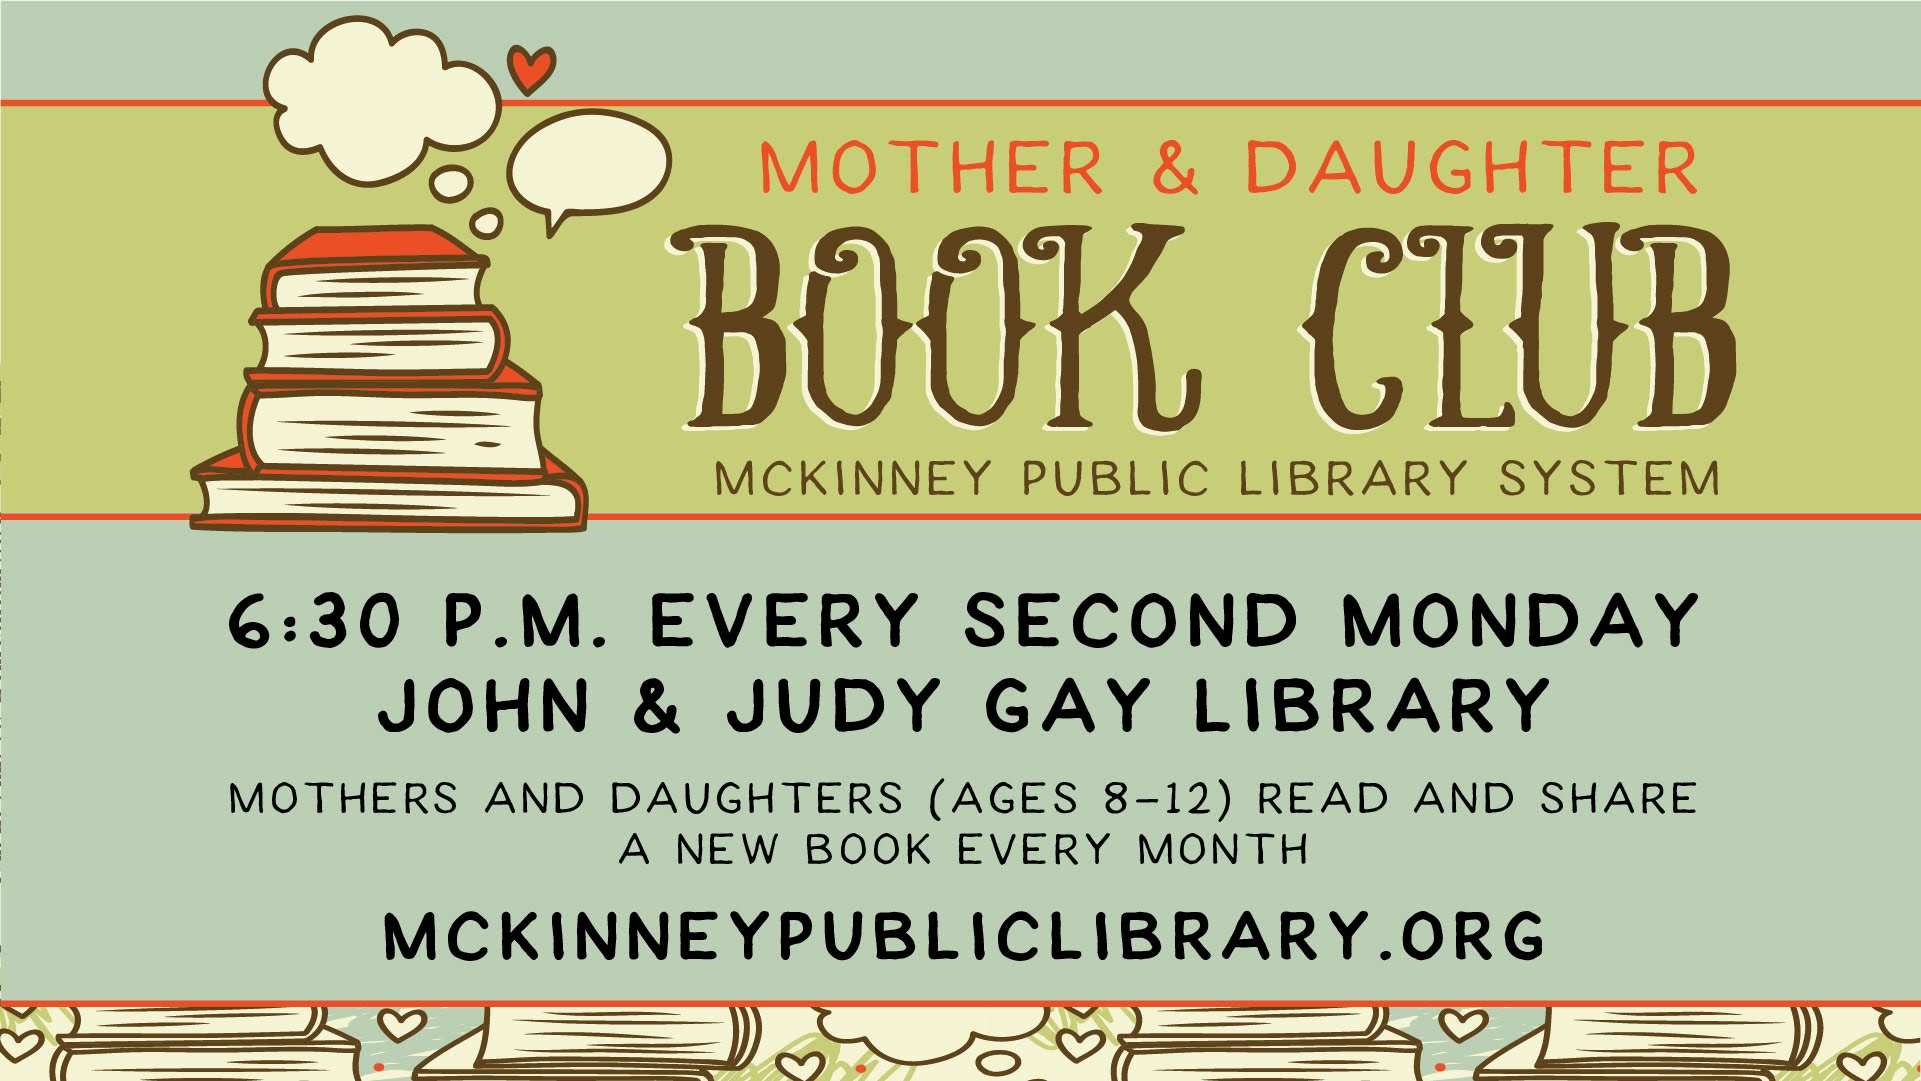 MOTHER & DAUGHTER
BOOK CLUB
MCKINNEY PUBLIC LIBRARY SYSTEM
6:30 P.M. EVERY SECOND MONDAY
JOHN & JUDY GAY LIBRARY
MOTHERS AND DAUGHTERS (AGES 8-12) READ AND SHARE
A NEW BOOK EVERY MONTH
MCKINNEYPUBLICLIBRARY.ORG